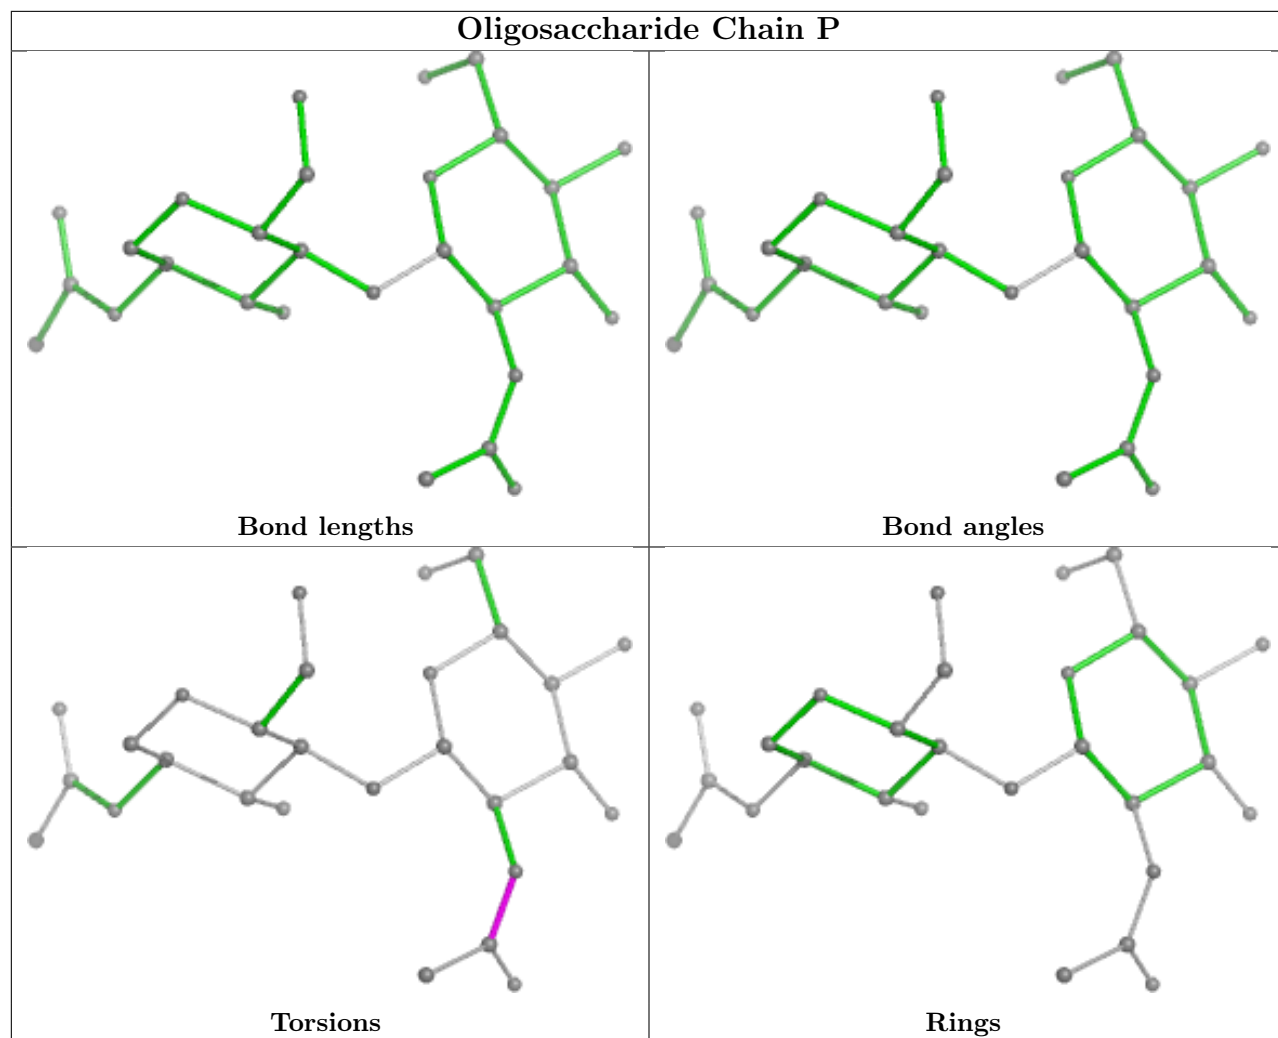 Oligosaccharide Chain P
Bond lengths
Bond angles
Torsions
Rings